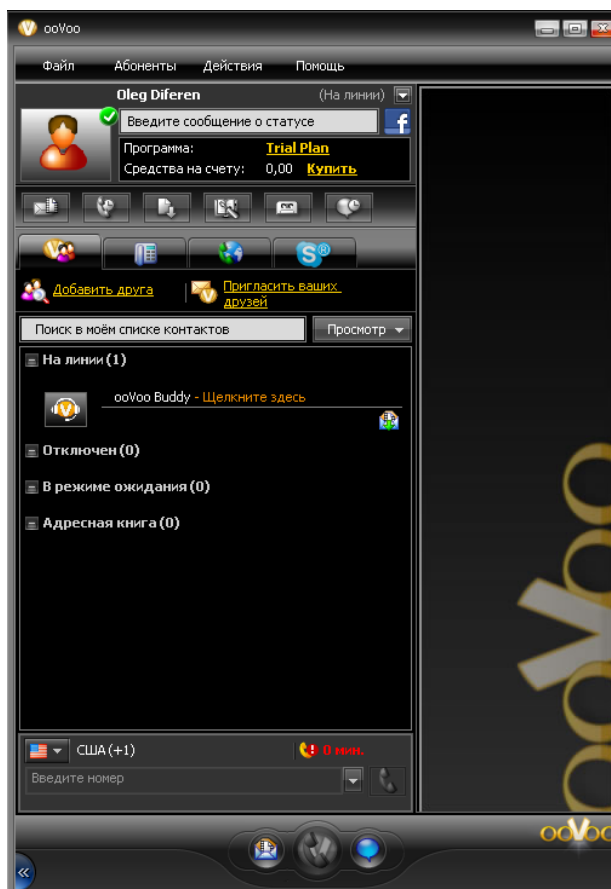 ooVoo
Файл Абоненты Действия Помощь
Oleg Diferen (На линии)
Введите сообщение о статусе
f
Программа: Trial Plan
Средства на счету: 0,00 Купить
S®
Добавить друга
Пригласить ваших
друзей
Поиск в моём списке контактов
Просмотр
На линии (1)
ooVoo Buddy - Щелкните здесь
Отключен (0)
В режиме ожидания (0)
Адресная книга (0)
США (+1)
0 мин.
Введите номер
ooVoo
ooVoo